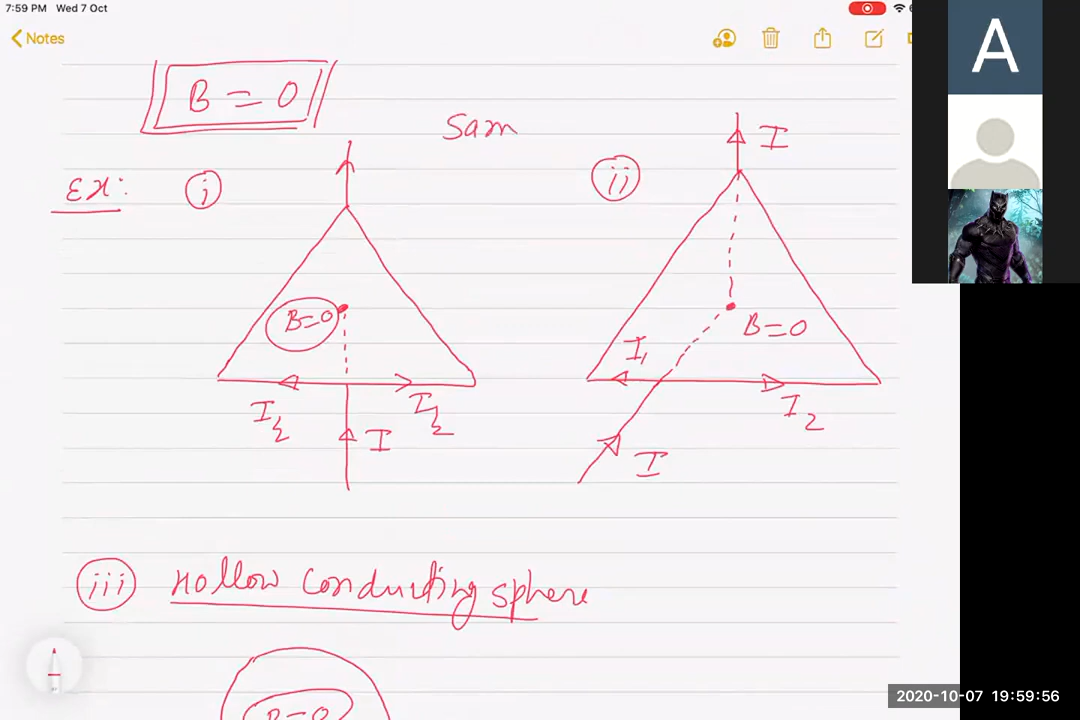 7:59 PM Wed 7 Oct
Notes
A
B = 0
Sam
Ex: (i)
(ii)
I
B=0
B=0
I/2
I/2
I
I₁
I₂
I
(iii) Hollow conducting sphere
B=0
2020-10-07 19:59:56